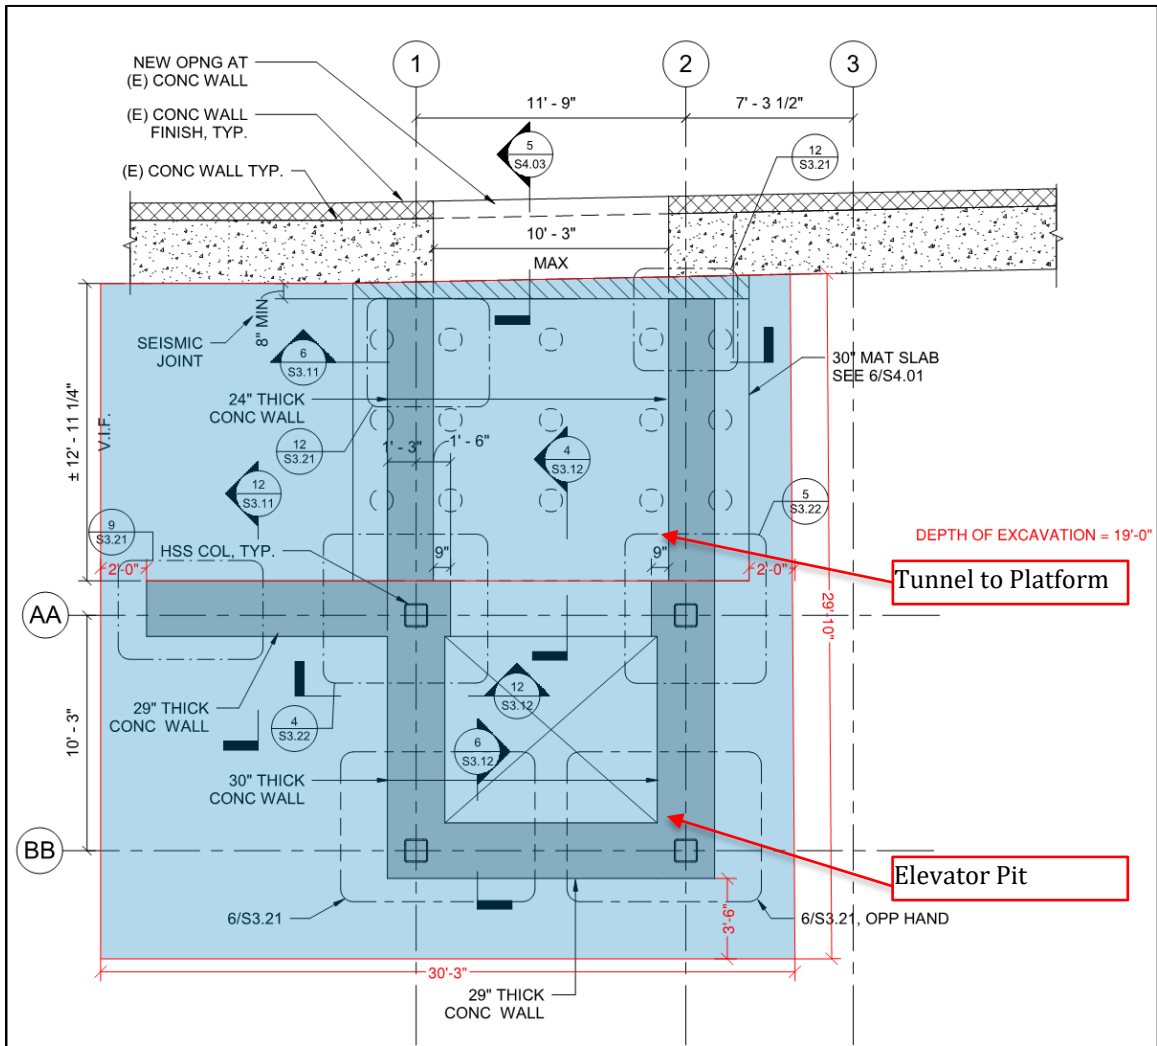 1
2
3
NEW OPNG AT
(E) CONC WALL
11' - 9"
7' - 3 1/2"
(E) CONC WALL
FINISH, TYP.
5
S4.03
12
S3.21
(E) CONC WALL TYP.
10' - 3"
MAX
8" MIN
SEISMIC
JOINT
6
S3.11
30" MAT SLAB
SEE 6/S4.01
24" THICK
CONC WALL
± 12' - 11 1/4"
V.I.F.
12
S3.21
1' - 3"
1' - 6"
4
S3.12
12
S3.11
5
S3.22
9
S3.21
HSS COL, TYP.
9"
9"
DEPTH OF EXCAVATION = 19'-0"
2'-0"
2'-0"
Tunnel to Platform
29'-10"
AA
29" THICK
CONC WALL
4
S3.22
12
S3.12
10' - 3"
6
S3.12
30" THICK
CONC WALL
BB
Elevator Pit
6/S3.21
3'-6"
6/S3.21, OPP HAND
30'-3"
29" THICK
CONC WALL